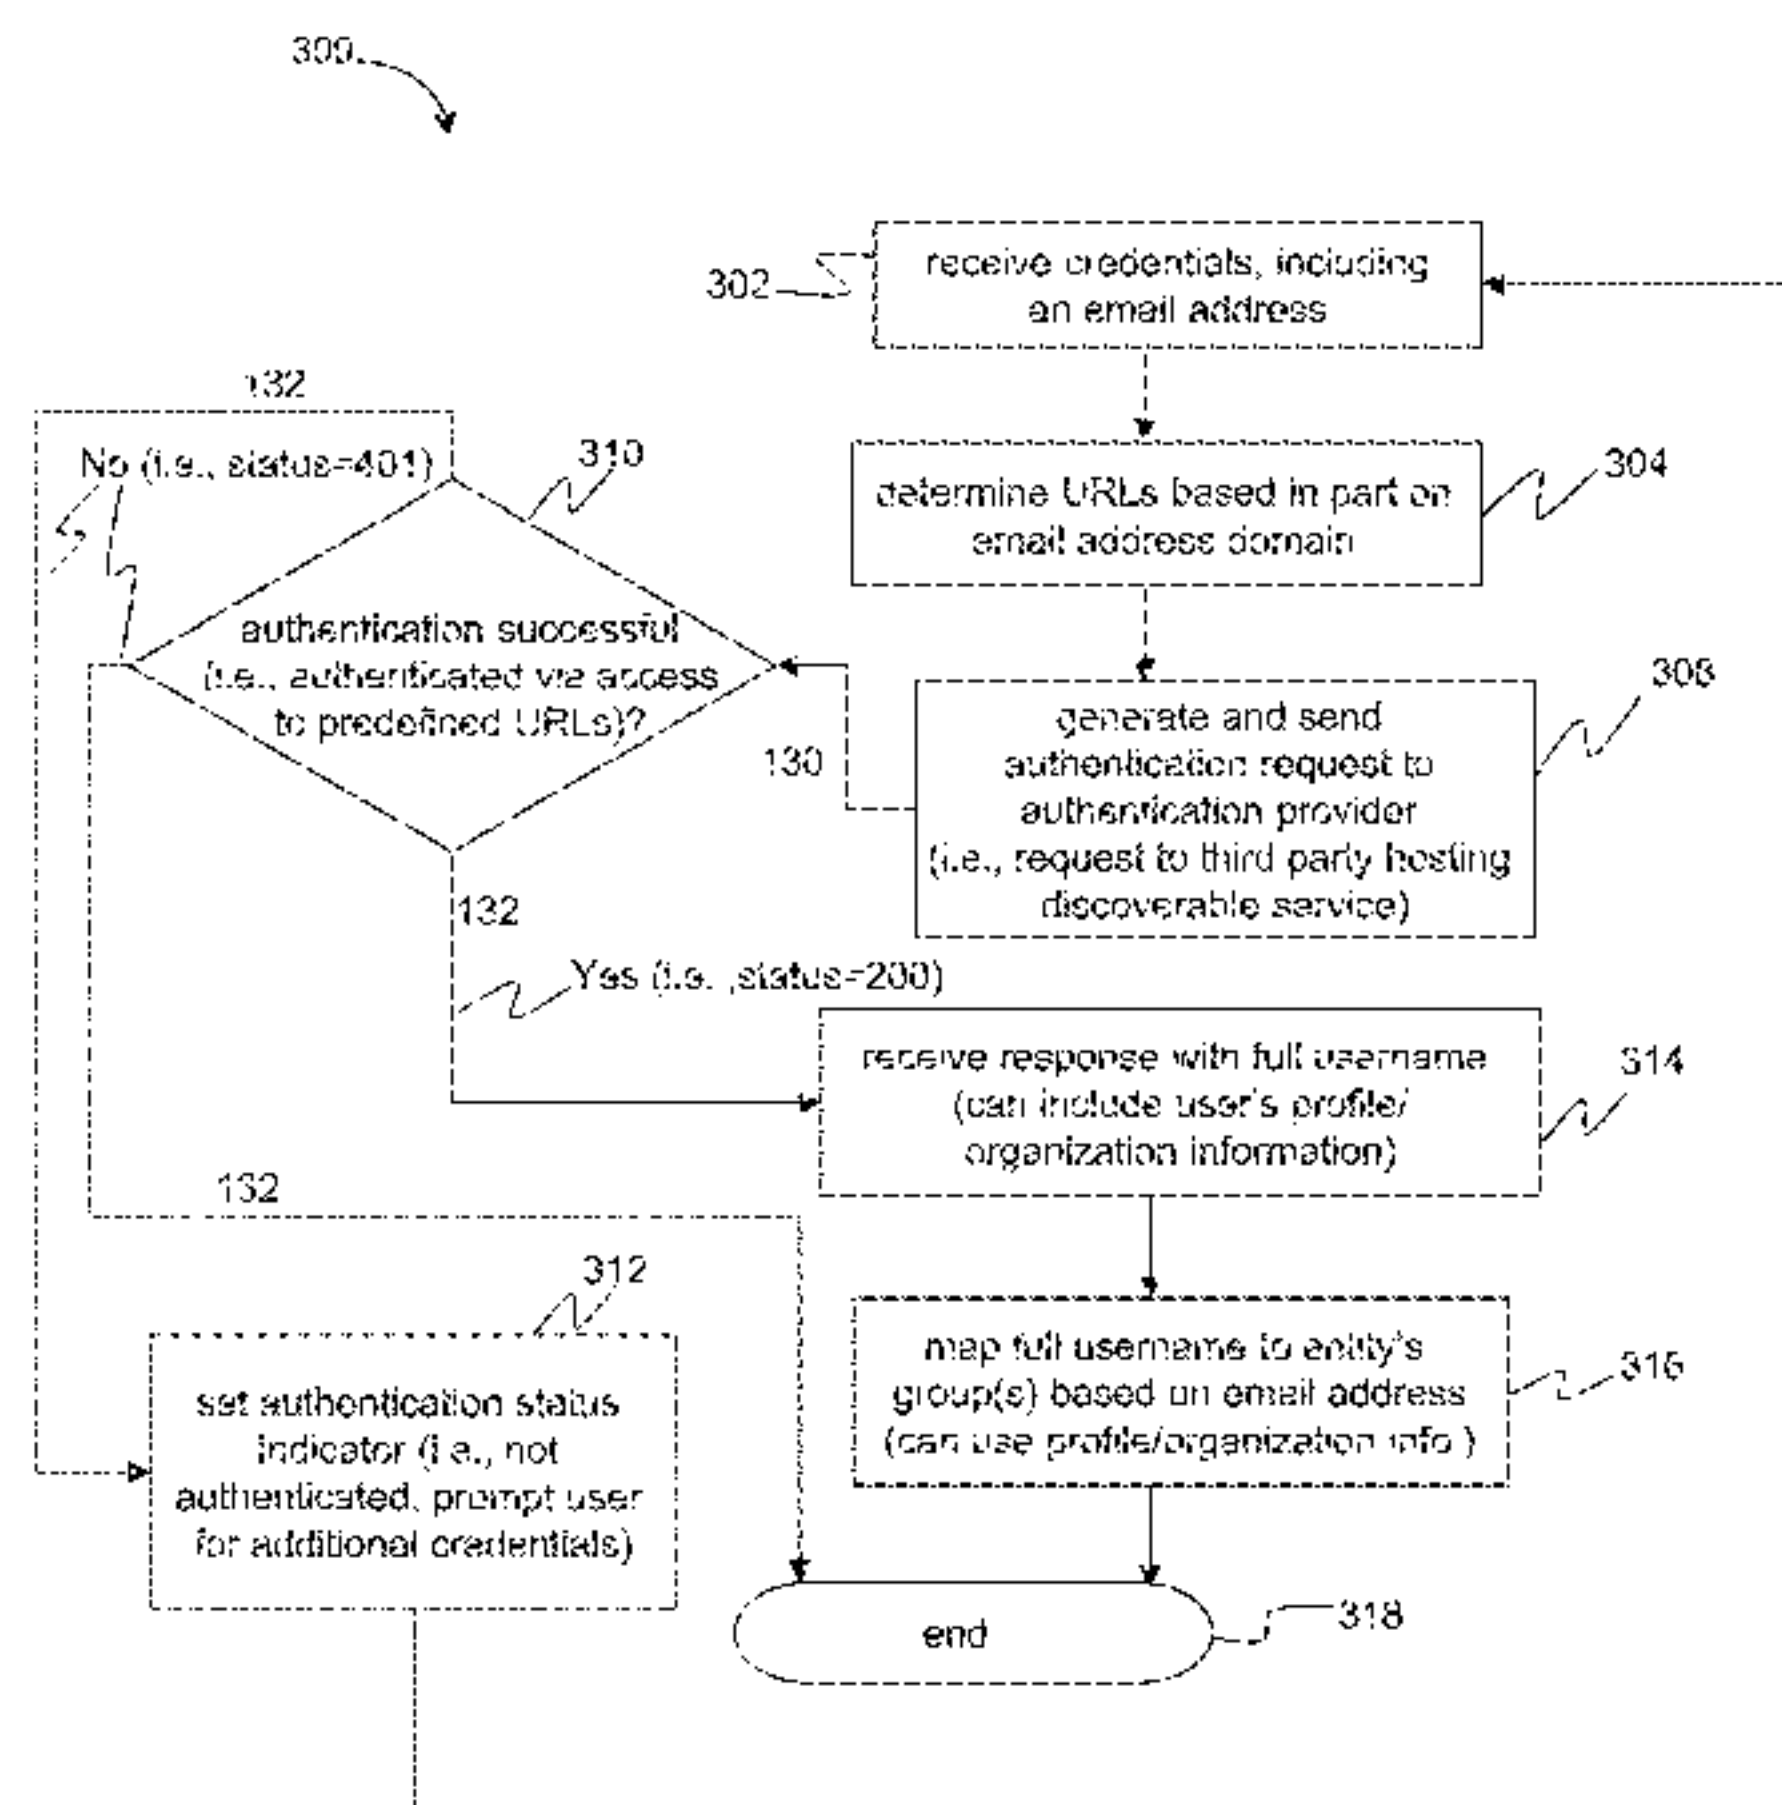 300
302
receive credentials, including
an email address
132
No (i.e., status=401)
310
304
determine URLs based in part on
email address domain
authentication successful
(i.e., authenticated via access
to predefined URLs)?
308
130
generate and send
authentication request to
authentication provider
(i.e., request to third party hosting
discoverable service)
132
Yes (i.e. ,status=200)
receive response with full username
(can include user's profile/
organization information)
314
132
312
set authentication status
indicator (i.e., not
authenticated, prompt user
for additional credentials)
map full username to entity's
group(s) based on email address
(can use profile/organization info.)
316
end
318